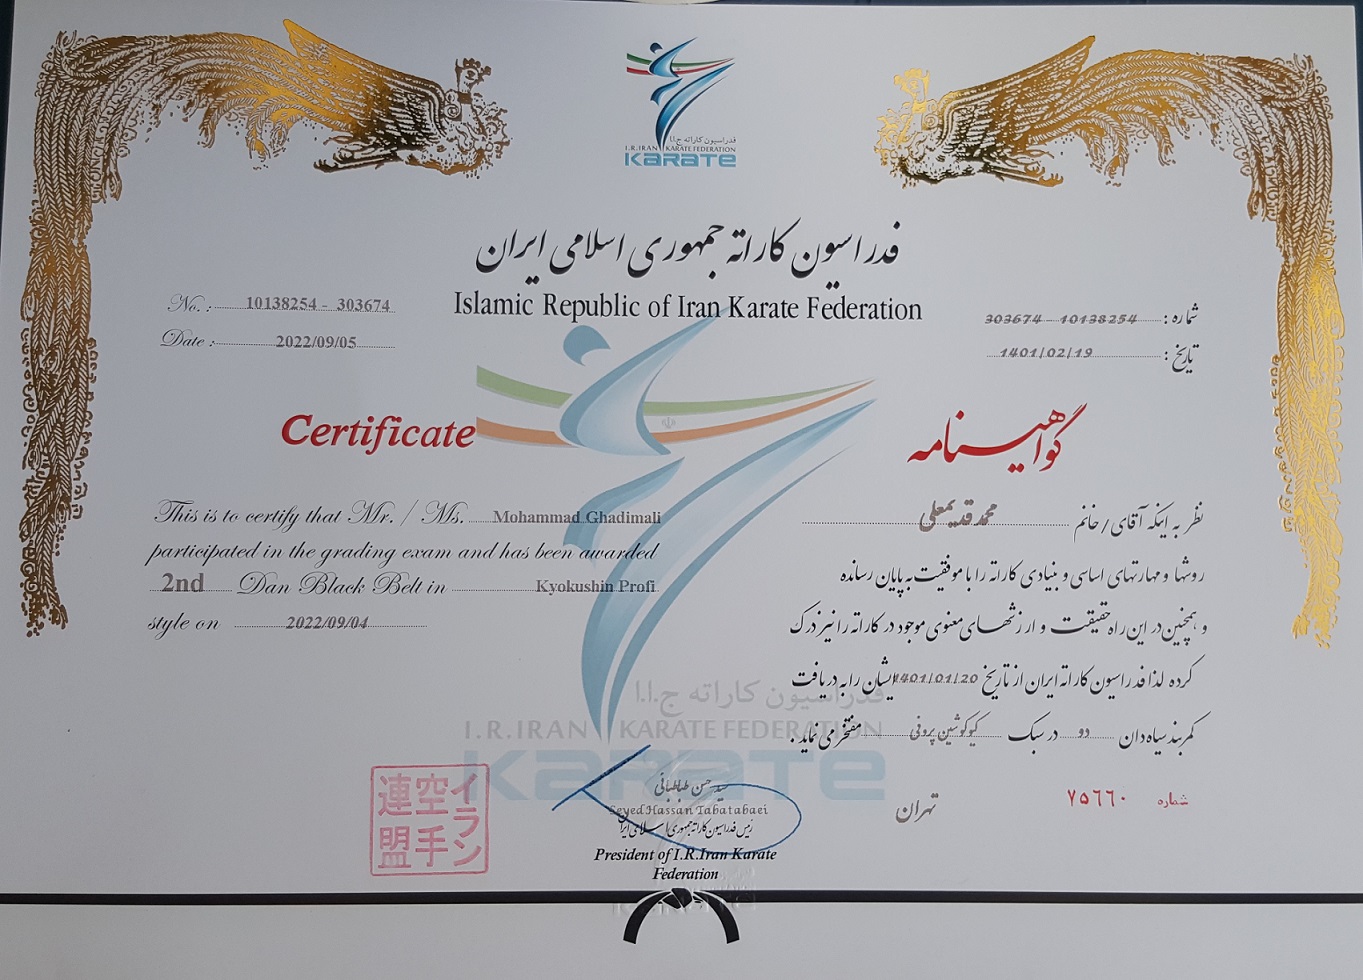 فدراسیون کاراته ج.ا.ا
I.R.IRAN KARATE FEDERATION
KARATE
فدراسیون کاراته جمهوری اسلامی ایران
Islamic Republic of Iran Karate Federation
No. : 10138254 - 303674
Date : 2022/09/05
شماره : 10138254 - 303674
تاریخ : 1401/02/19
Certificate
گواهینامه
This is to certify that Mr. / Ms. Mohammad Ghadimali
participated in the grading exam and has been awarded
2nd Dan Black Belt in Kyokushin Profi
style on 2022/09/04
نظر به اینکه آقای/خانم محمد قدیمعلی
روشها و مهارتهای اساسی و بنیادی کاراته را با موفقیت به پایان رسانده
و همچنین در این راه حقیقت و ارزشهای معنوی موجود در کاراته را نیز درک
کرده لذا فدراسیون کاراته ایران از تاریخ 1401/01/20 ایشان را به دریافت
کمربند سیاه دان دو در سبک کیوکوشین پروفی مفتخر می نماید.
فدراسیون کاراته ج.ا.ا
I.R.IRAN KARATE FEDERATION
KARATE
イラン
空手
連盟
سید حسن طباطبائی
Seyed Hassan Tabatabaei
رئیس فدراسیون کاراته جمهوری اسلامی ایران
President of I.R.Iran Karate
Federation
تهران
شماره ۷۵۶۶۰